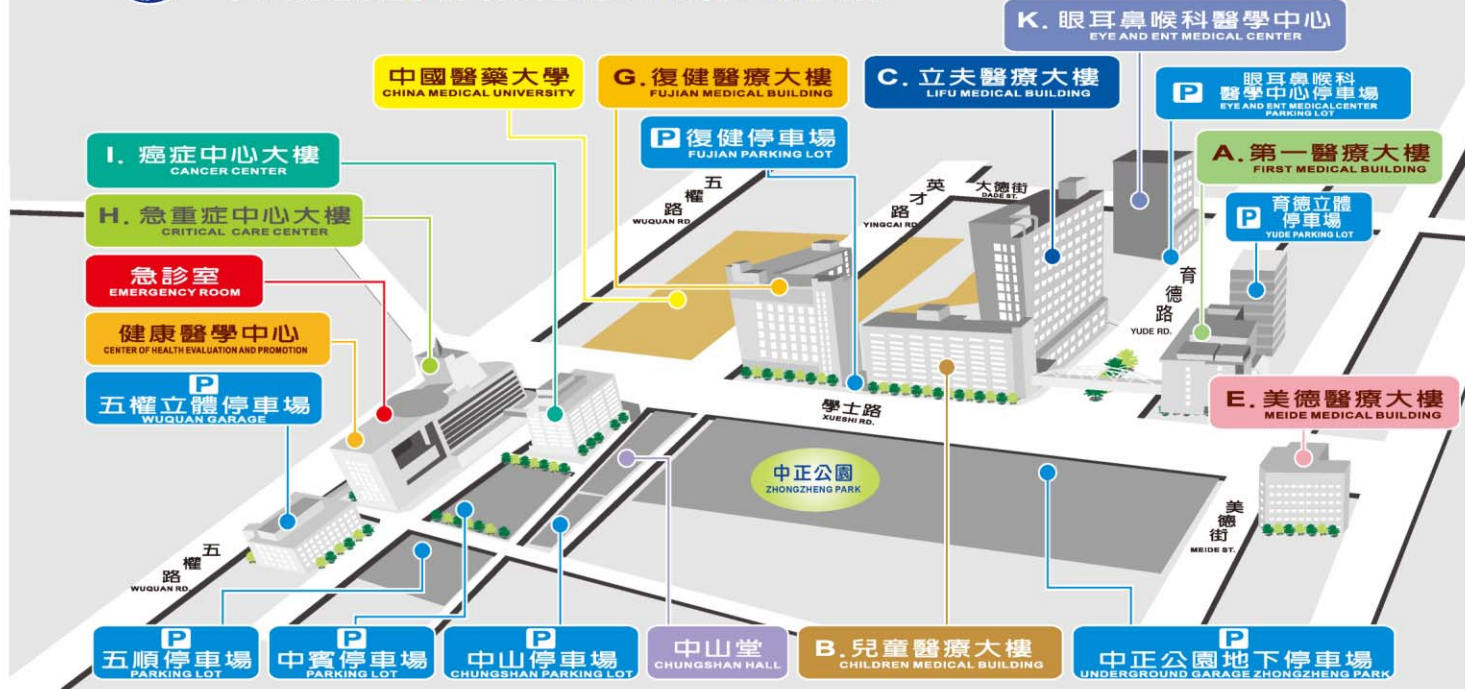 K. 眼耳鼻喉科醫學中心
EYE AND ENT MEDICAL CENTER
中國醫藥大學
CHINA MEDICAL UNIVERSITY
G. 復健醫療大樓
FUJIAN MEDICAL BUILDING
C. 立夫醫療大樓
LIFU MEDICAL BUILDING
P 眼耳鼻喉科
醫學中心停車場
EYE AND ENT MEDICALCENTER
PARKING LOT
P 復健停車場
FUJIAN PARKING LOT
I. 癌症中心大樓
CANCER CENTER
A. 第一醫療大樓
FIRST MEDICAL BUILDING
五權路
WUQUAN RD.
英才路
YINGCAI RD.
大德街
DADE ST.
H. 急重症中心大樓
CRITICAL CARE CENTER
P 育德立體
停車場
YUDE PARKING LOT
急診室
EMERGENCY ROOM
育德路
YUDE RD.
健康醫學中心
CENTER OF HEALTH EVALUATION AND PROMOTION
P
五權立體停車場
WUQUAN GARAGE
學士路
XUESHI RD.
E. 美德醫療大樓
MEIDE MEDICAL BUILDING
中正公園
ZHONGZHENG PARK
美德街
MEIDE ST.
五權路
WUQUAN RD.
P
五順停車場
PARKING LOT
P
中賓停車場
PARKING LOT
P
中山停車場
CHUNGSHAN PARKING LOT
中山堂
CHUNGSHAN HALL
B. 兒童醫療大樓
CHILDREN MEDICAL BUILDING
P
中正公園地下停車場
UNDERGROUND GARAGE ZHONGZHENG PARK